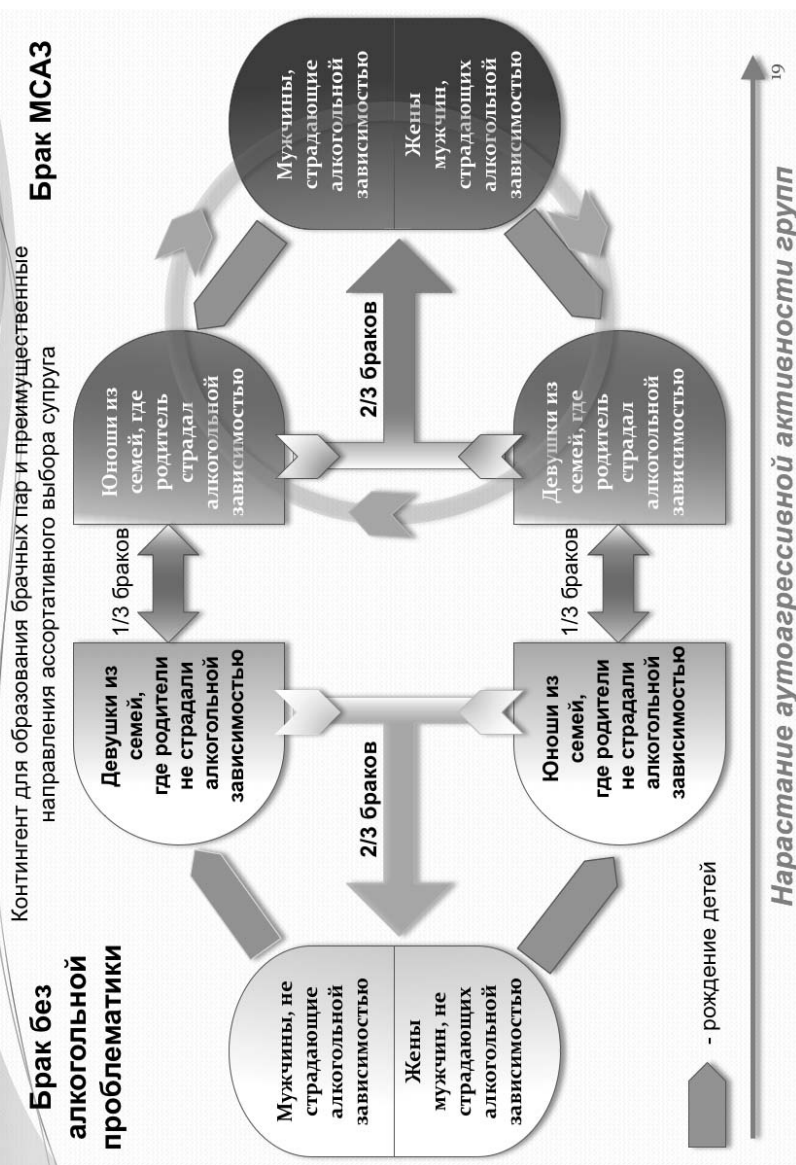 Контингент для образования брачных пар и преимущественные
направления ассортативного выбора супруга
Брак без
алкогольной
проблематики
Брак МСАЗ
Мужчины, не
страдающие
алкогольной
зависимостью
Жены
мужчин, не
страдающих
алкогольной
зависимостью
Девушки из
семей,
где родители
не страдали
алкогольной
зависимостью
1/3 браков
Юноши из
семей, где
родитель
страдал
алкогольной
зависимостью
Мужчины,
страдающие
алкогольной
зависимостью
Жены
мужчин,
страдающих
алкогольной
зависимостью
2/3 браков
2/3 браков
Юноши из
семей,
где родители
не страдали
алкогольной
зависимостью
1/3 браков
Девушки из
семей, где
родитель
страдал
алкогольной
зависимостью
- рождение детей
Нарастание аутоагрессивной активности групп
19